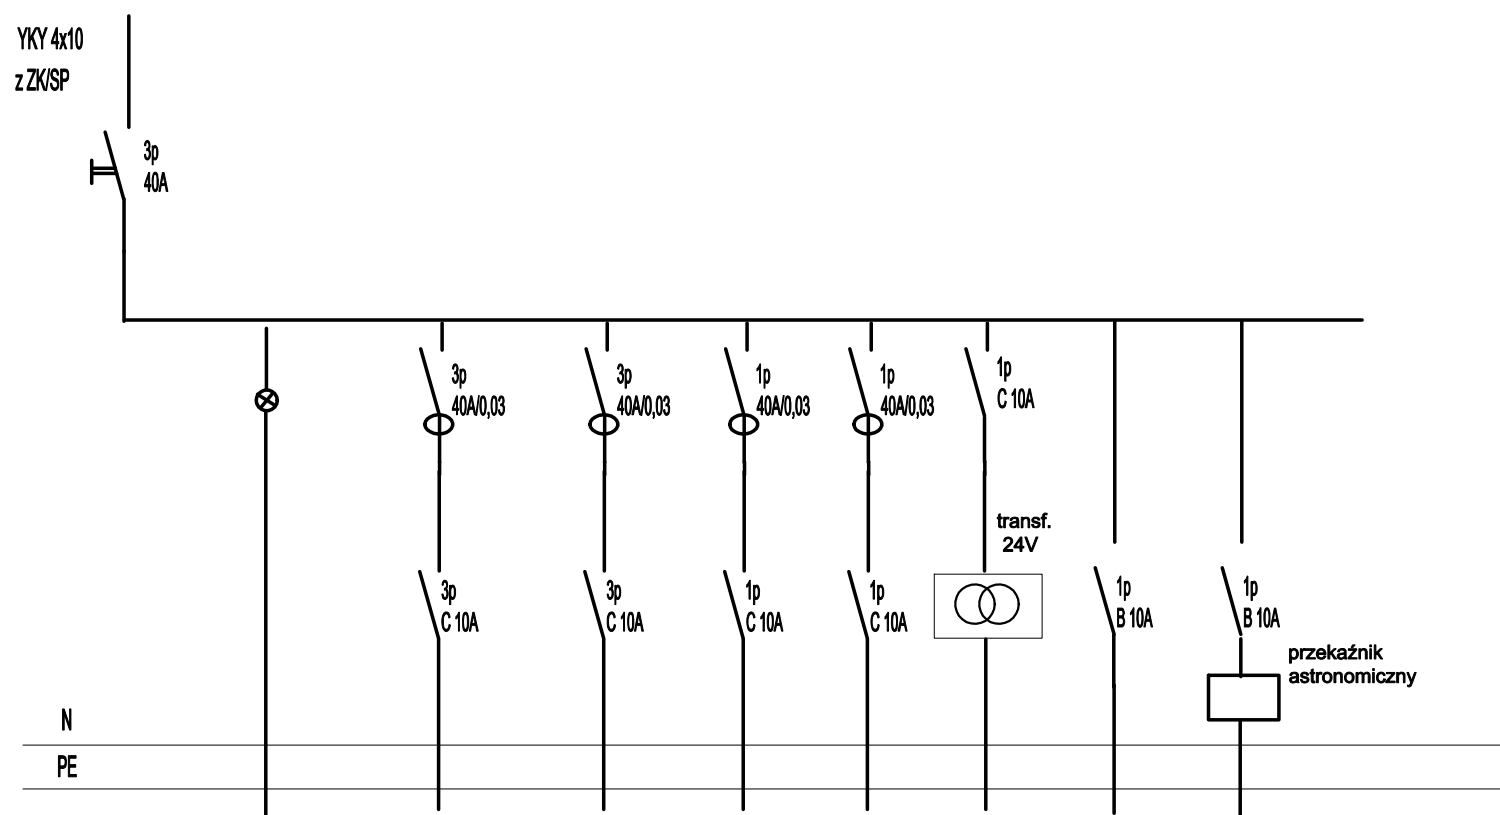 YKY 4x10
z ZK/SP
3p
40A
3p
40A/0,03
3p
40A/0,03
1p
40A/0,03
1p
40A/0,03
1p
C 10A
transf.
24V
3p
C 10A
3p
C 10A
1p
C 10A
1p
C 10A
1p
B 10A
1p
B 10A
przekaźnik
astronomiczny
N
PE